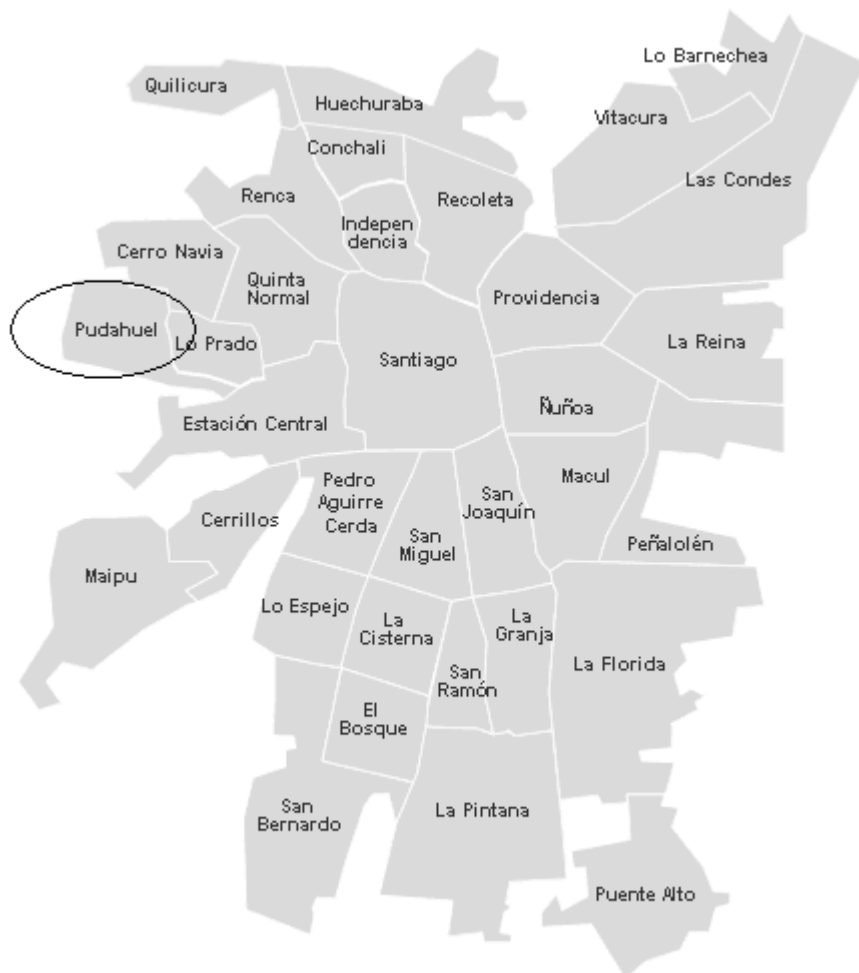 Lo Barnechea
Quilicura
Huechuraba
Vitacura
Conchali
Las Condes
Renca
Recoleta
Indepen
dencia
Cerro Navia
Quinta
Normal
Providencia
Pudahuel
Lo Prado
La Reina
Santiago
Ñuñoa
Estación Central
Pedro
Aguirre
Cerda
San
Joaquín
Macul
Cerrillos
San
Miguel
Peñalolén
Maipu
Lo Espejo
La
Cisterna
La
Granja
La Florida
San
Ramón
El
Bosque
San
Bernardo
La Pintana
Puente Alto